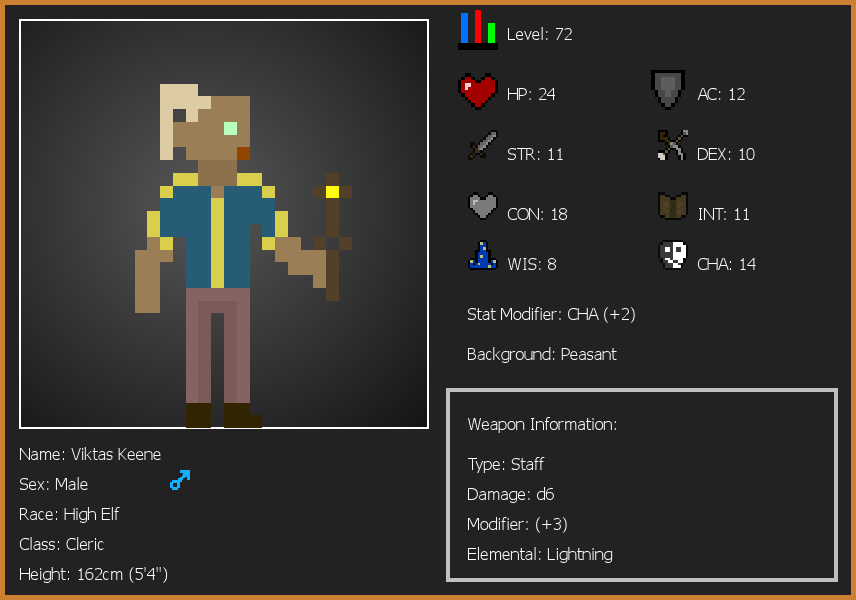 Level: 72
HP: 24
AC: 12
STR: 11
DEX: 10
CON: 18
INT: 11
WIS: 8
CHA: 14
Stat Modifier: CHA (+2)
Background: Peasant
Weapon Information:
Type: Staff
Damage: d6
Modifier: (+3)
Elemental: Lightning
Name: Viktas Keene
Sex: Male
Race: High Elf
Class: Cleric
Height: 162cm (5'4")